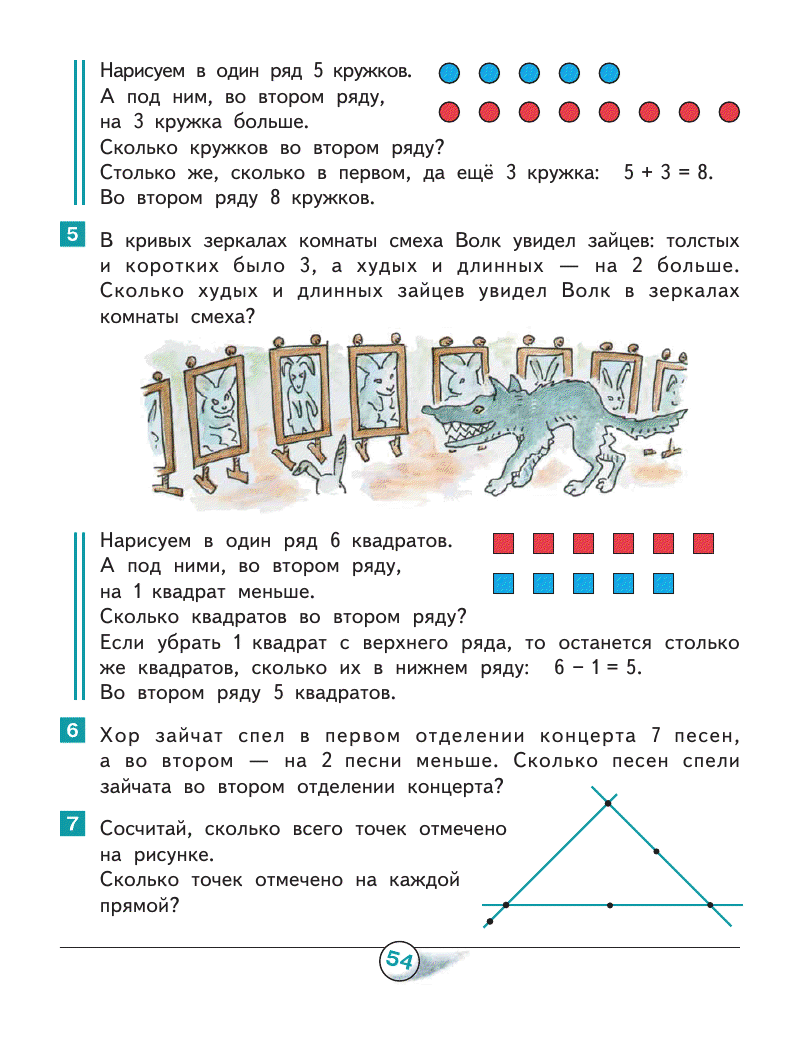 Нарисуем в один ряд 5 кружков.
А под ним, во втором ряду,
на 3 кружка больше.
Сколько кружков во втором ряду?
Столько же, сколько в первом, да ещё 3 кружка: 5 + 3 = 8.
Во втором ряду 8 кружков.
5 В кривых зеркалах комнаты смеха Волк увидел зайцев: толстых
и коротких было 3, а худых и длинных — на 2 больше.
Сколько худых и длинных зайцев увидел Волк в зеркалах
комнаты смеха?
Нарисуем в один ряд 6 квадратов.
А под ними, во втором ряду,
на 1 квадрат меньше.
Сколько квадратов во втором ряду?
Если убрать 1 квадрат с верхнего ряда, то останется столько
же квадратов, сколько их в нижнем ряду: 6 – 1 = 5.
Во втором ряду 5 квадратов.
6 Хор зайчат спел в первом отделении концерта 7 песен,
а во втором — на 2 песни меньше. Сколько песен спели
зайчата во втором отделении концерта?
7 Сосчитай, сколько всего точек отмечено
на рисунке.
Сколько точек отмечено на каждой
прямой?
54